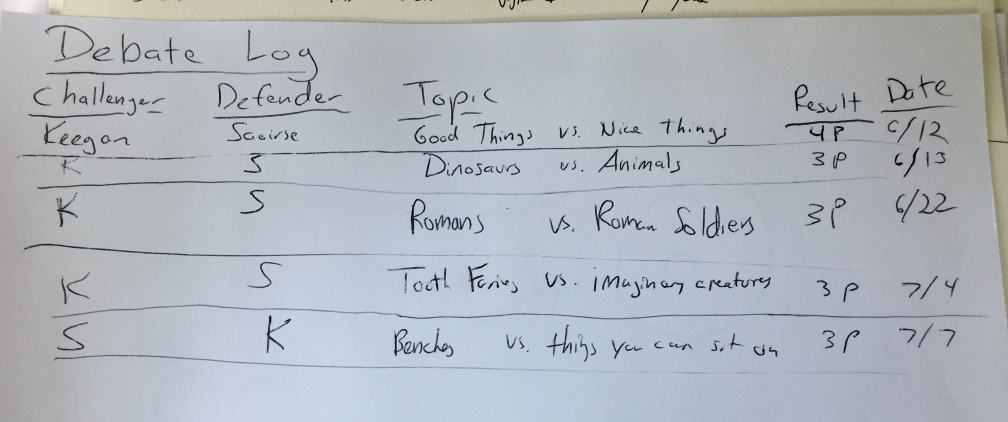 Debate Log
Challenger Defender Topic Result Date
Keegan Saoirse Good Things vs. Nice Things 4P 6/12
K S Dinosaurs vs. Animals 3P 6/13
K S Romans vs. Roman Soldiers 3P 6/22
K S Tooth Faries vs. imaginary creatures 3P 7/4
S K Benches vs. things you can sit on 3P 7/7